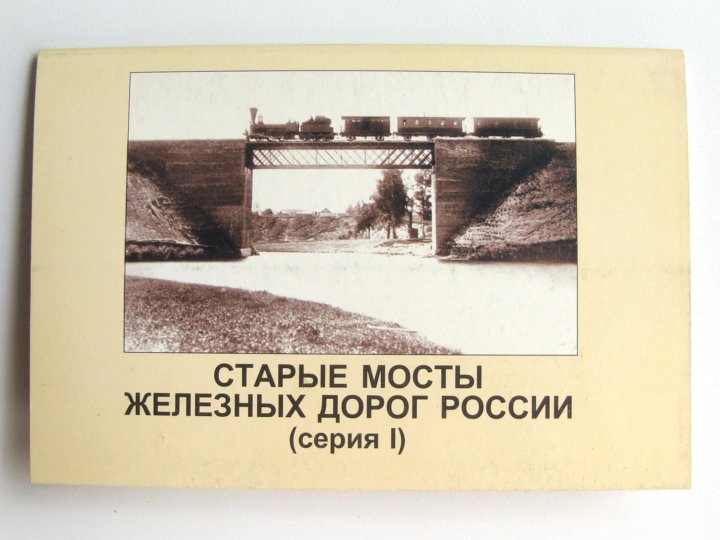 СТАРЫЕ МОСТЫ
ЖЕЛЕЗНЫХ ДОРОГ РОССИИ
(серия I)